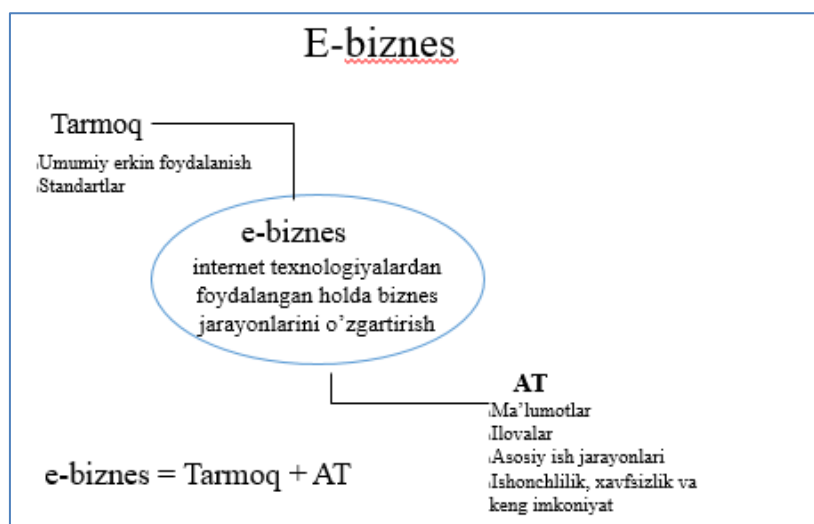 E-biznes
Tarmoq
Umumiy erkin foydalanish
Standartlar
e-biznes
internet texnologiyalardan
foydalangan holda biznes
jarayonlarini o’zgartirish
AT
Ma’lumotlar
Ilovalar
Asosiy ish jarayonlari
Ishonchlilik, xavfsizlik va
keng imkoniyat
e-biznes = Tarmoq + AT